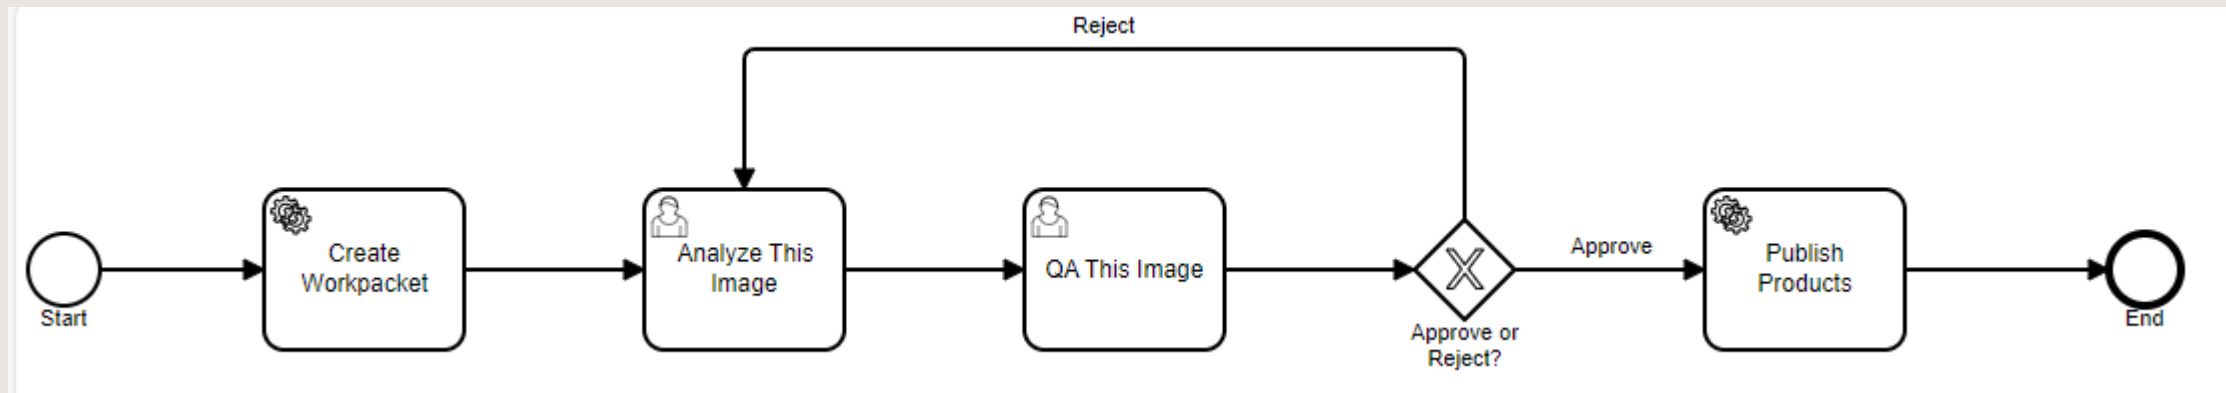 Reject
Start
Create
Workpacket
Analyze This
Image
QA This Image
Approve or
Reject?
Approve
Publish
Products
End